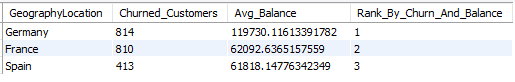 GeographyLocation Churned_Customers Avg_Balance Rank_By_Churn_And_Balance
Germany 814 119730.11613391782 1
France 810 62092.6365157559 2
Spain 413 61818.14776342349 3